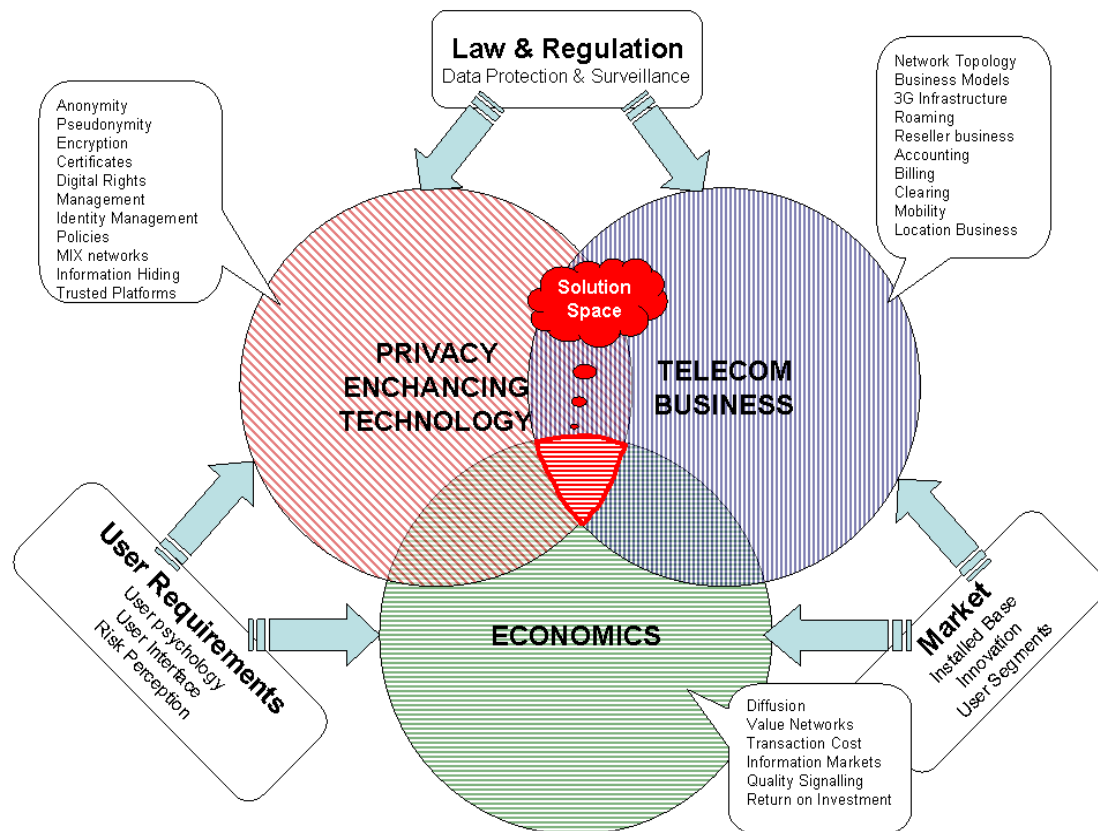 Law & Regulation
Data Protection & Surveillance
Anonymity
Pseudonymity
Encryption
Certificates
Digital Rights
Management
Identity Management
Policies
MIX networks
Information Hiding
Trusted Platforms
Network Topology
Business Models
3G Infrastructure
Roaming
Reseller business
Accounting
Billing
Clearing
Mobility
Location Business
Solution
Space
PRIVACY
ENCHANCING
TECHNOLOGY
TELECOM
BUSINESS
User Requirements
User psychology
User Interface
Risk Perception
ECONOMICS
Market
Installed Base
Innovation
User Segments
Diffusion
Value Networks
Transaction Cost
Information Markets
Quality Signalling
Return on Investment